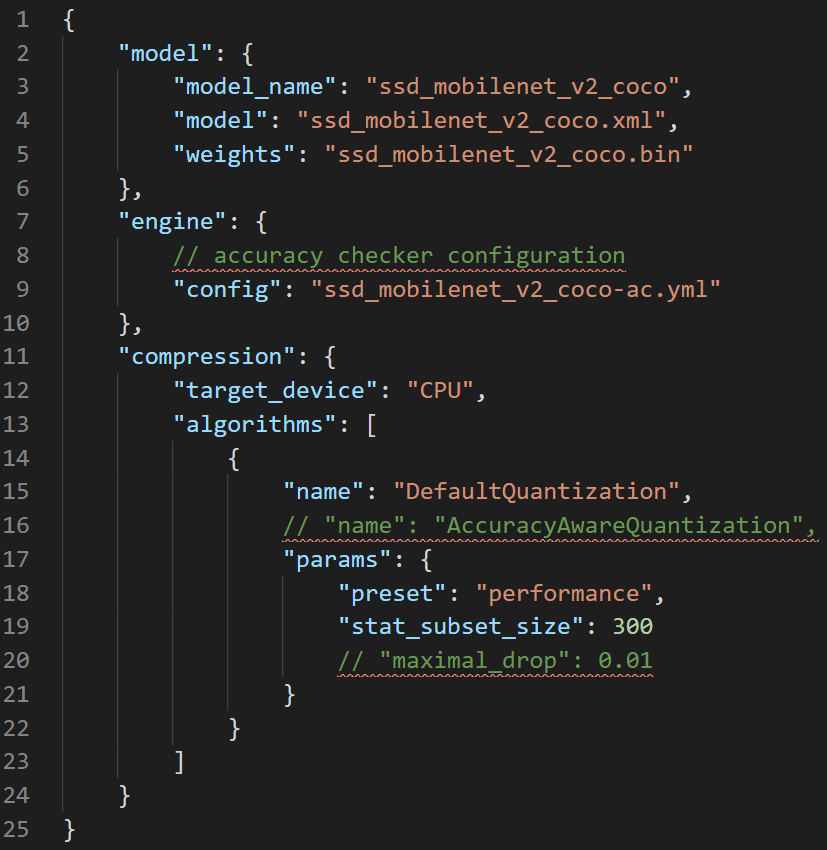 1 {
2     "model": {
3         "model_name": "ssd_mobilenet_v2_coco",
4         "model": "ssd_mobilenet_v2_coco.xml",
5         "weights": "ssd_mobilenet_v2_coco.bin"
6     },
7     "engine": {
8         // accuracy checker configuration
9         "config": "ssd_mobilenet_v2_coco-ac.yml"
10     },
11     "compression": {
12         "target_device": "CPU",
13         "algorithms": [
14             {
15                 "name": "DefaultQuantization",
16                 // "name": "AccuracyAwareQuantization",
17                 "params": {
18                     "preset": "performance",
19                     "stat_subset_size": 300
20                     // "maximal_drop": 0.01
21                 }
22             }
23         ]
24     }
25 }